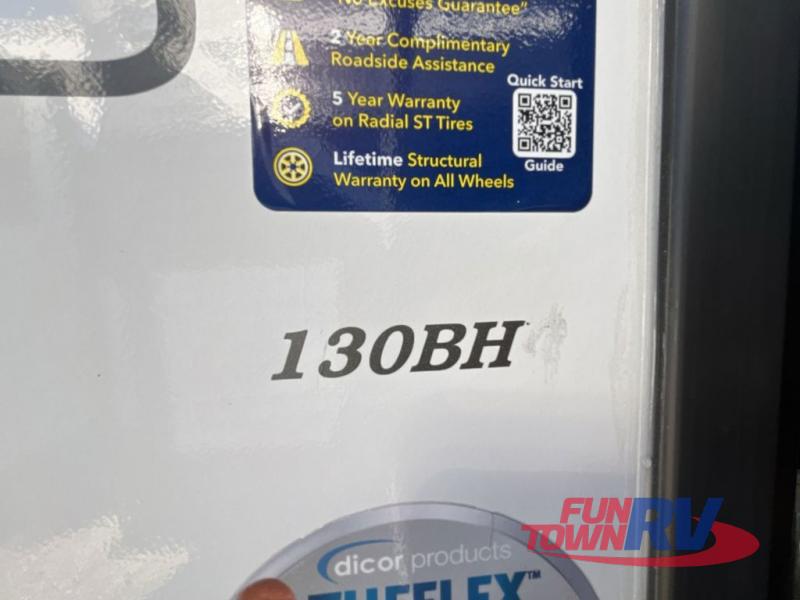 "No Excuses Guarantee"
2 Year Complimentary
Roadside Assistance
5 Year Warranty
on Radial ST Tires
Lifetime Structural
Warranty on All Wheels
Quick Start
Guide
130BH
dicor products
TUFFLEX™
FUN
TOWN RV